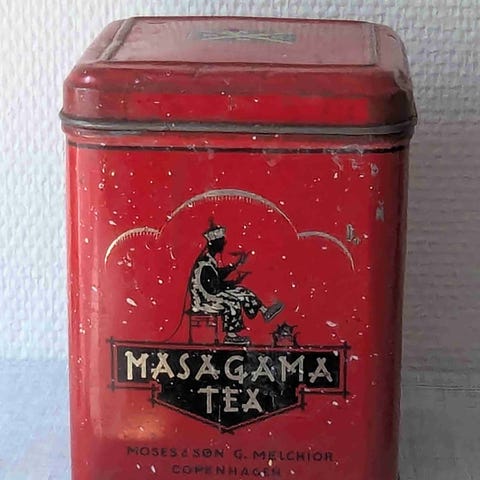 MASAGAMA
TEA
MOSES & SØN G. MELCHIOR
COPENHAGEN